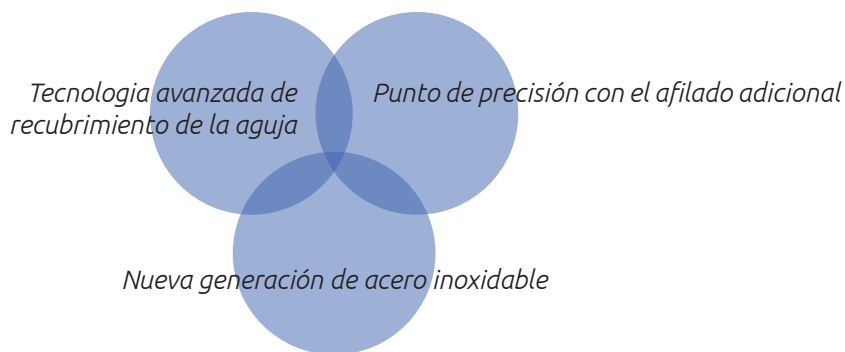 Tecnologia avanzada de
recubrimiento de la aguja
Punto de precisión con el afilado adicional
Nueva generación de acero inoxidable